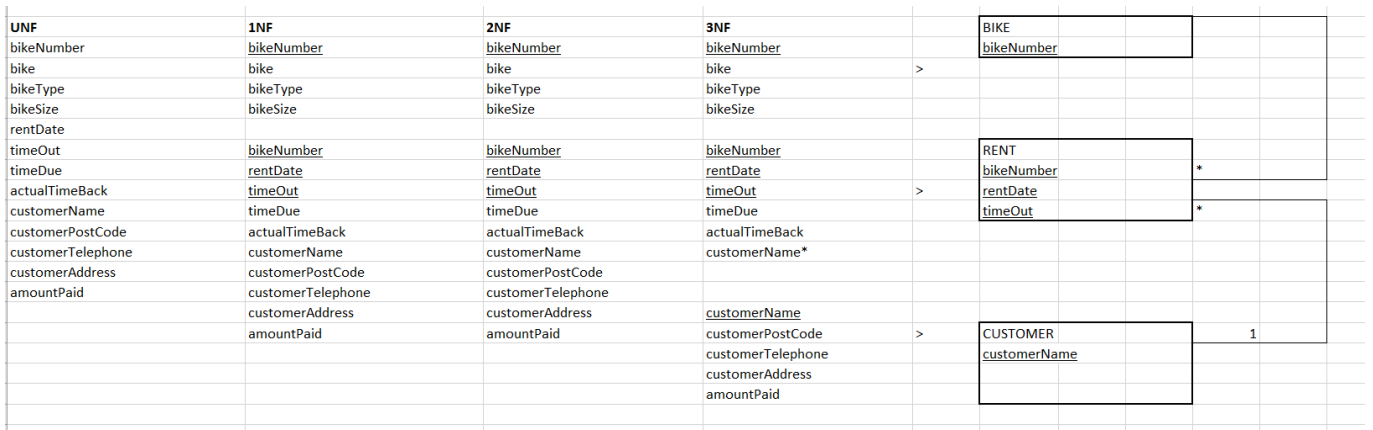 UNF 1NF 2NF 3NF BIKE
bikeNumber bikeNumber bikeNumber bikeNumber bikeNumber
bike bike bike bike >
bikeType bikeType bikeType bikeType
bikeSize bikeSize bikeSize bikeSize
rentDate
timeOut bikeNumber bikeNumber bikeNumber RENT
timeDue rentDate rentDate rentDate bikeNumber *
actualTimeBack timeOut timeOut timeOut > rentDate
customerName timeDue timeDue timeDue timeOut *
customerPostCode actualTimeBack actualTimeBack actualTimeBack
customerTelephone customerName customerName customerName*
customerAddress customerPostCode customerPostCode
amountPaid customerTelephone customerTelephone
customerAddress customerAddress customerName
amountPaid amountPaid customerPostCode > CUSTOMER 1
customerTelephone customerName
customerAddress
amountPaid